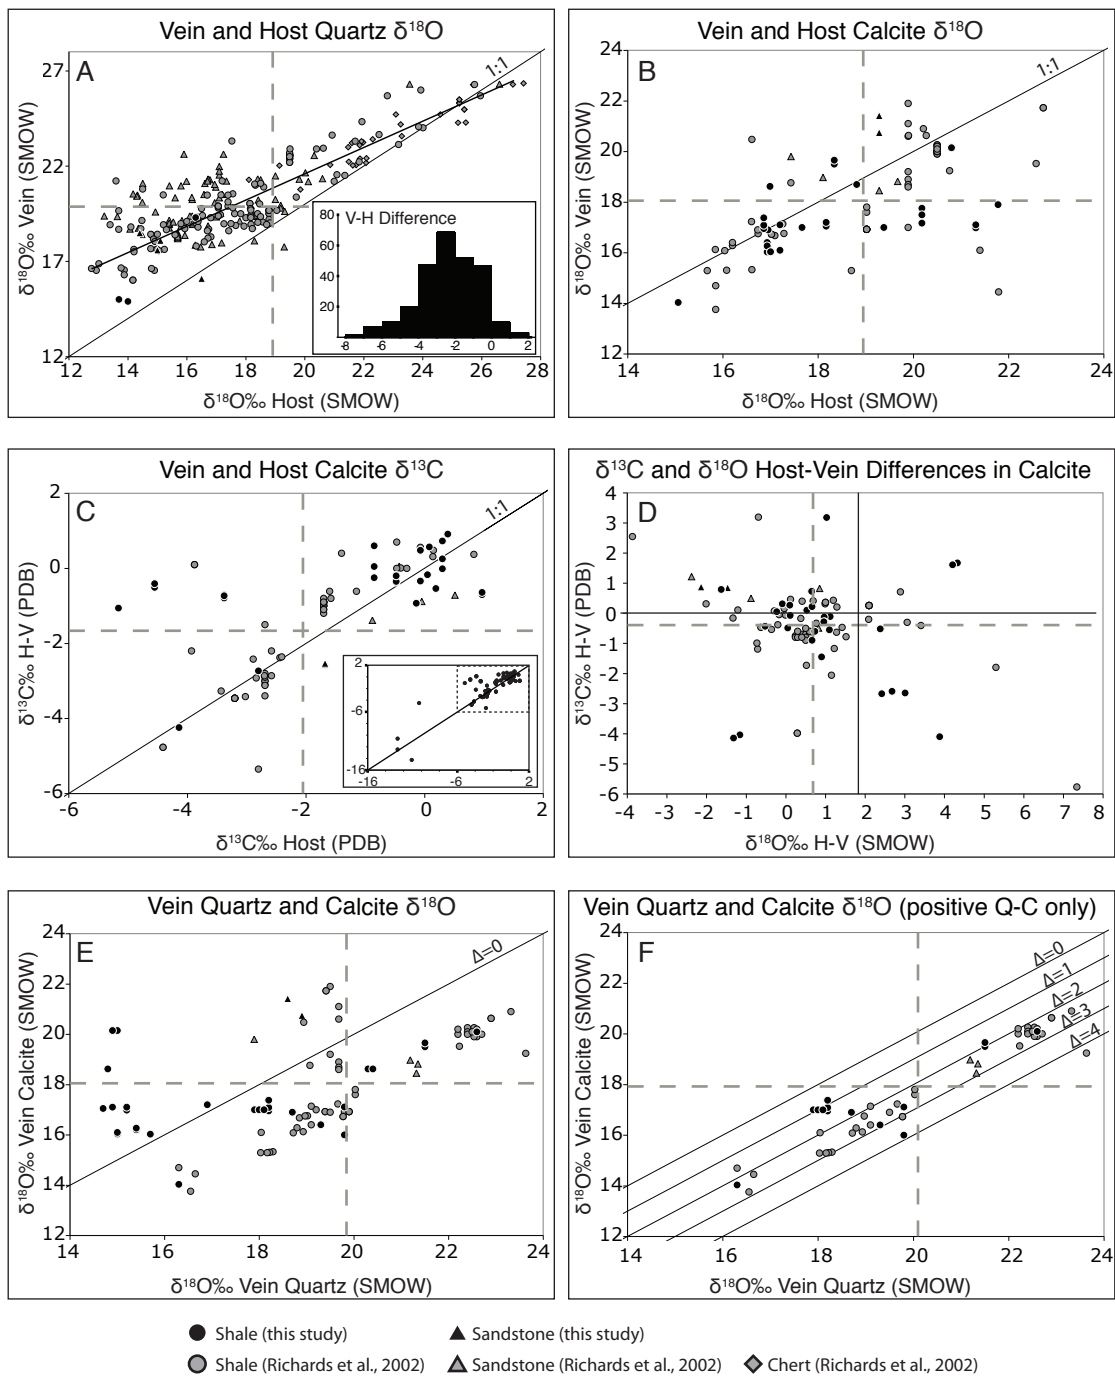 Vein and Host Quartz δ¹⁸O
A
1:1
27
22
17
12
δ¹⁸O‰ Vein (SMOW)
V-H Difference
80
60
40
20
-8 -6 -4 -2 0 2
12 14 16 18 20 22 24 26 28
δ¹⁸O‰ Host (SMOW)
Vein and Host Calcite δ¹⁸O
B
1:1
24
22
20
18
16
14
12
δ¹⁸O‰ Vein (SMOW)
14 16 18 20 22 24
δ¹⁸O‰ Host (SMOW)
Vein and Host Calcite δ¹³C
C
1:1
2
0
-2
-4
-6
δ¹³C‰ H-V (PDB)
2
-6
-16
-16 -6 2
-6 -4 -2 0 2
δ¹³C‰ Host (PDB)
δ¹³C and δ¹⁸O Host-Vein Differences in Calcite
D
4
3
2
1
0
-1
-2
-3
-4
-5
-6
δ¹³C‰ H-V (PDB)
-4 -3 -2 -1 0 1 2 3 4 5 6 7 8
δ¹⁸O‰ H-V (SMOW)
Vein Quartz and Calcite δ¹⁸O
E
Δ=0
24
22
20
18
16
14
12
δ¹⁸O‰ Vein Calcite (SMOW)
14 16 18 20 22 24
δ¹⁸O‰ Vein Quartz (SMOW)
Vein Quartz and Calcite δ¹⁸O (positive Q-C only)
F
Δ=0
Δ=1
Δ=2
Δ=3
Δ=4
24
22
20
18
16
14
12
δ¹⁸O‰ Vein Calcite (SMOW)
14 16 18 20 22 24
δ¹⁸O‰ Vein Quartz (SMOW)
Shale (this study) Sandstone (this study)
Shale (Richards et al., 2002) Sandstone (Richards et al., 2002) Chert (Richards et al., 2002)